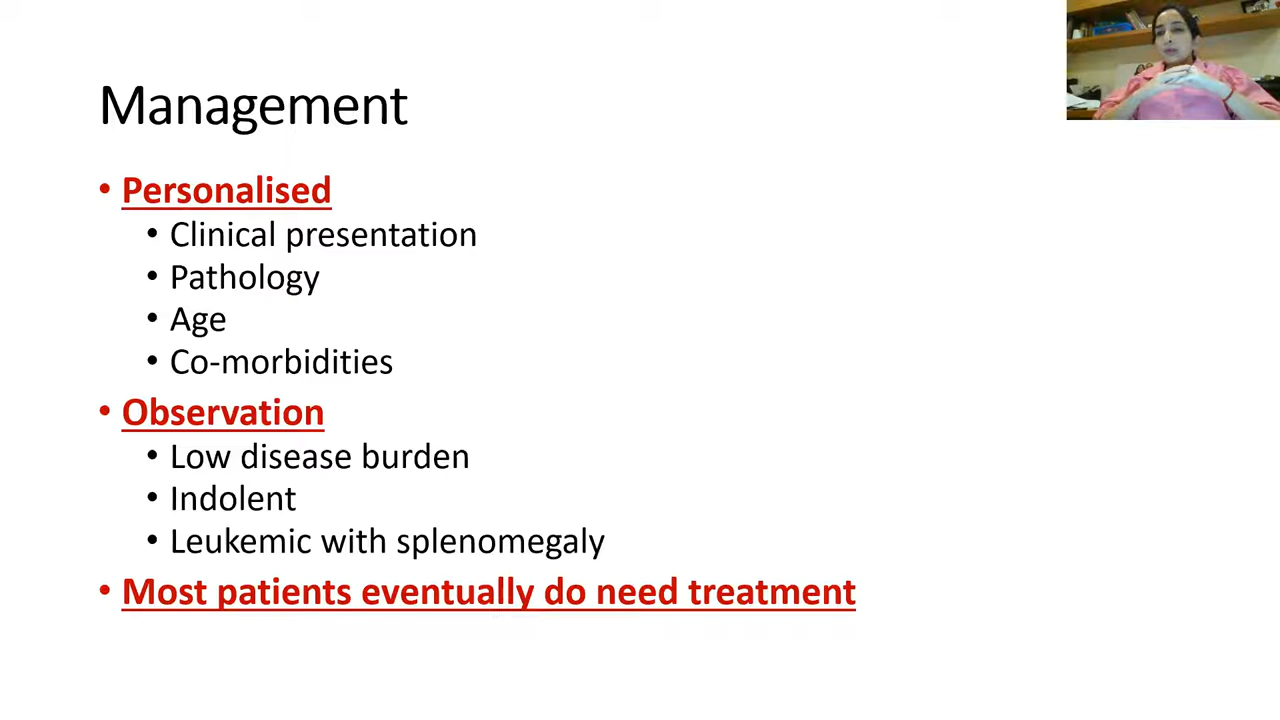 Management
• Personalised
• Clinical presentation
• Pathology
• Age
• Co-morbidities
• Observation
• Low disease burden
• Indolent
• Leukemic with splenomegaly
• Most patients eventually do need treatment